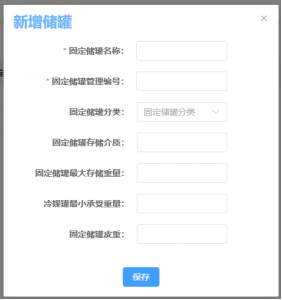 新增储罐
* 固定储罐名称：
* 固定储罐管理编号：
固定储罐分类： 固定储罐分类
固定储罐存储介质：
固定储罐最大存储重量：
冷媒罐最小承受重量：
固定储罐皮重：
保存